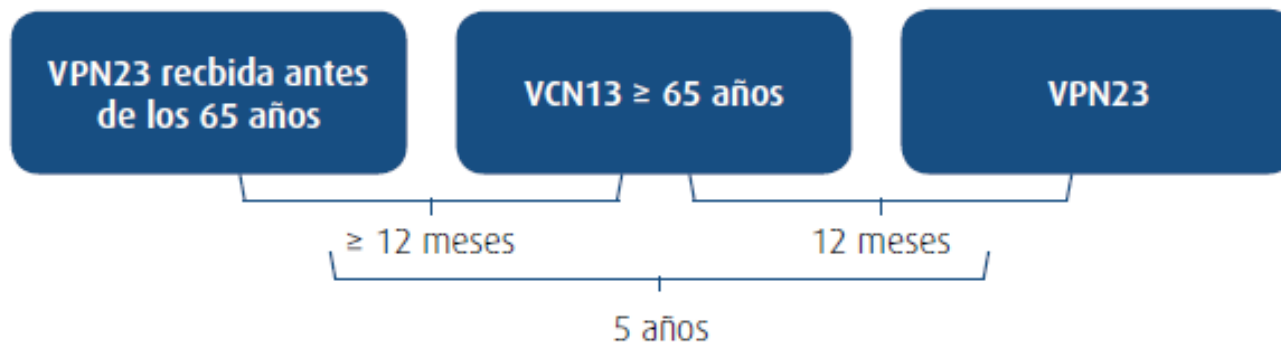 VPN23 recbida antes
de los 65 años
VCN13 ≥ 65 años
VPN23
≥ 12 meses
12 meses
5 años